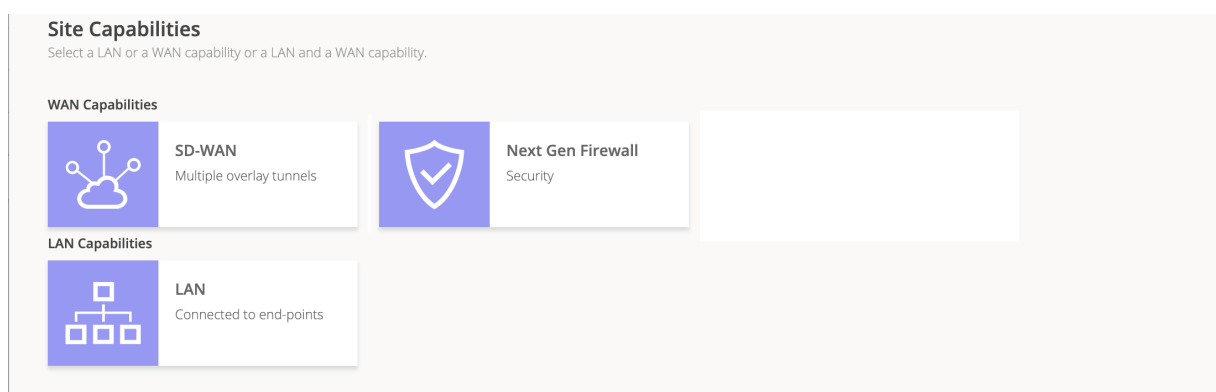 Site Capabilities
Select a LAN or a WAN capability or a LAN and a WAN capability.
WAN Capabilities
SD-WAN
Multiple overlay tunnels
Next Gen Firewall
Security
LAN Capabilities
LAN
Connected to end-points